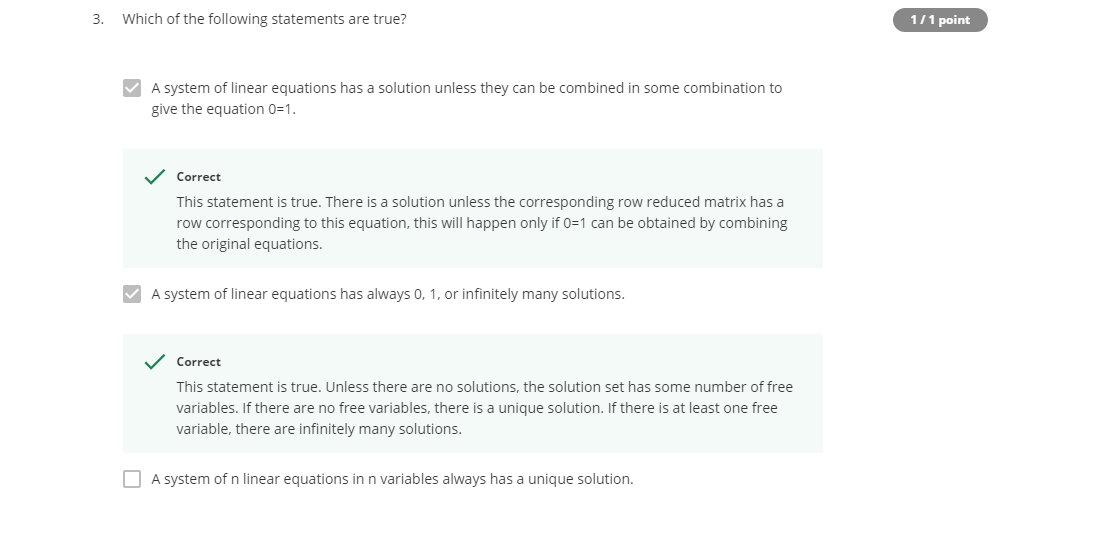 3. Which of the following statements are true?
1 / 1 point
A system of linear equations has a solution unless they can be combined in some combination to
give the equation 0=1.
Correct
This statement is true. There is a solution unless the corresponding row reduced matrix has a
row corresponding to this equation, this will happen only if 0=1 can be obtained by combining
the original equations.
A system of linear equations has always 0, 1, or infinitely many solutions.
Correct
This statement is true. Unless there are no solutions, the solution set has some number of free
variables. If there are no free variables, there is a unique solution. If there is at least one free
variable, there are infinitely many solutions.
A system of n linear equations in n variables always has a unique solution.